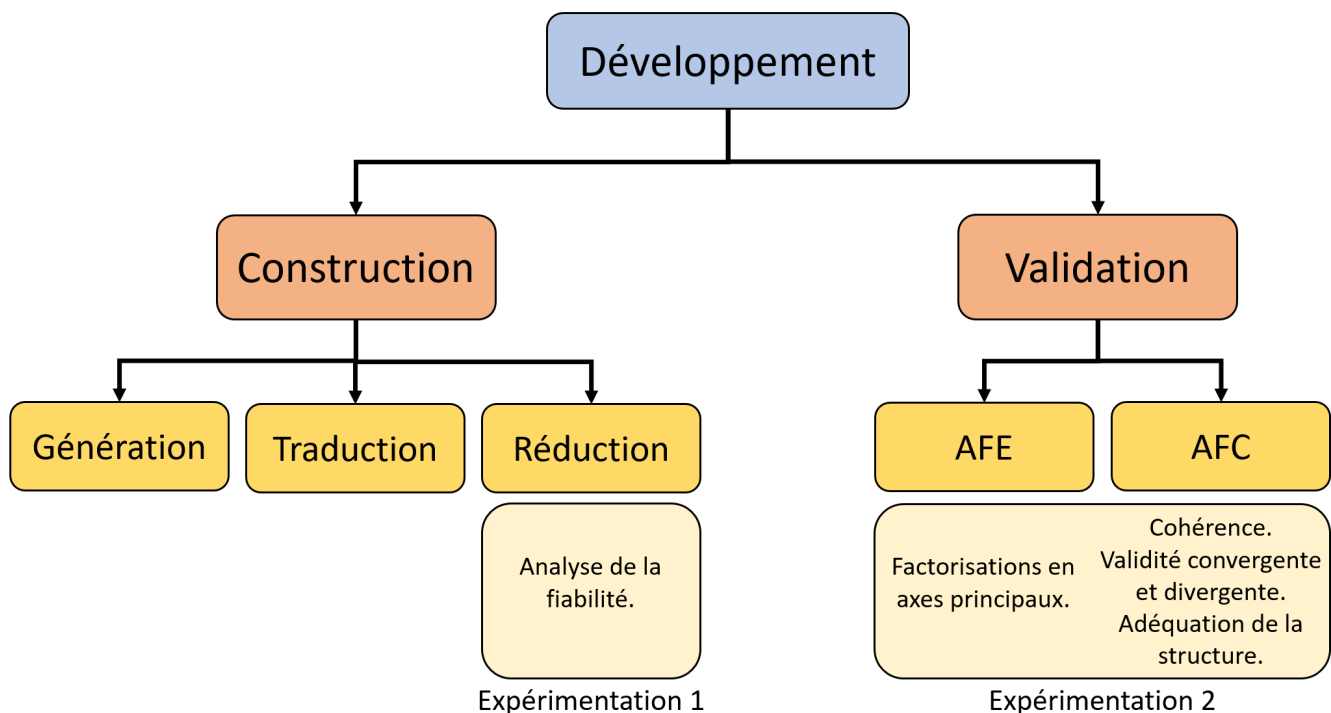 Développement
Construction
Validation
Génération
Traduction
Réduction
AFE
AFC
Analyse de la
fiabilité.
Factorisations en
axes principaux.
Cohérence.
Validité convergente
et divergente.
Adéquation de la
structure.
Expérimentation 1
Expérimentation 2